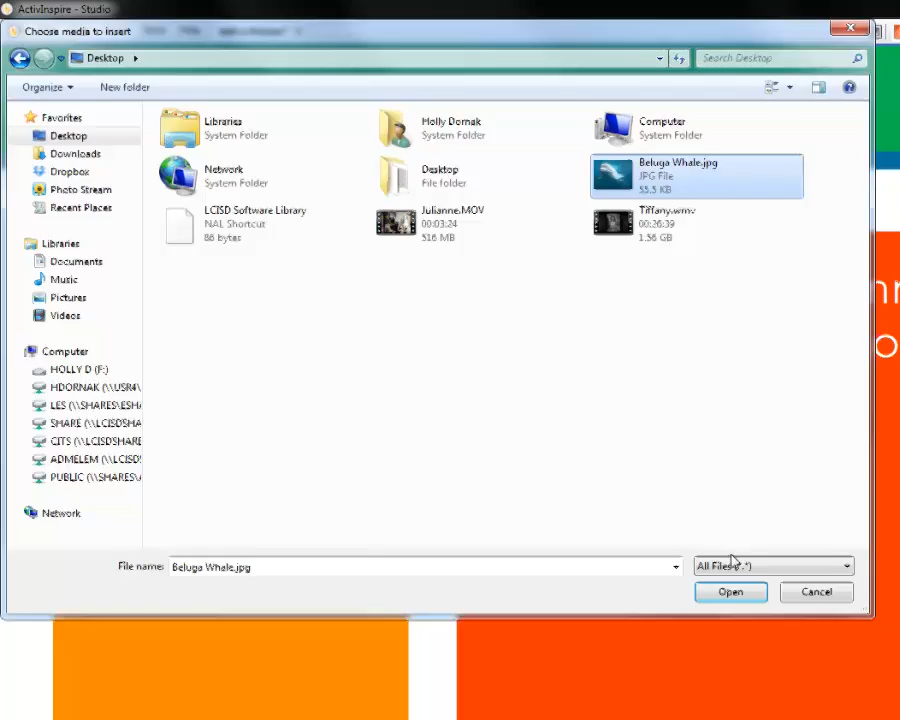 ActivInspire - Studio
Choose media to insert
Desktop
Search Desktop
Organize
New folder
Favorites
Desktop
Downloads
Dropbox
Photo Stream
Recent Places
Libraries
Documents
Music
Pictures
Videos
Computer
HOLLY D (F:)
HDORNAK (\\USR4\
LES (\\SHARES\ESHA
SHARE (\\LCISDSHA
CITS (\\LCISDSHARE
ADMELEM (\\LCISD
PUBLIC (\\SHARES\
Network
Libraries
System Folder
Holly Dornak
System Folder
Computer
System Folder
Network
System Folder
Desktop
File folder
Beluga Whale.jpg
JPG File
55.5 KB
LCISD Software Library
NAL Shortcut
86 bytes
Julianne.MOV
00:03:24
516 MB
Tiffany.wmv
00:26:39
1.56 GB
File name:
Beluga Whale.jpg
All Files (*.*)
Open
Cancel